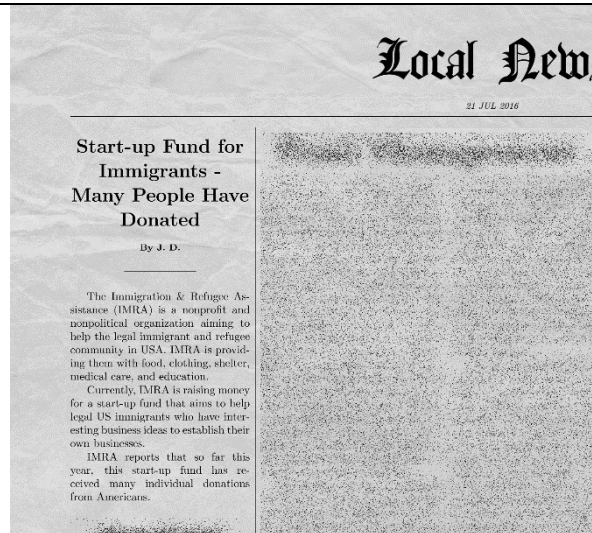 Local News
21 JUL 2016
Start-up Fund for
Immigrants -
Many People Have
Donated
By J. D.
The Immigration & Refugee As-
sistance (IMRA) is a nonprofit and
nonpolitical organization aiming to
help the legal immigrant and refugee
community in USA. IMRA is provid-
ing them with food, clothing, shelter,
medical care, and education.
Currently, IMRA is raising money
for a start-up fund that aims to help
legal US immigrants who have inter-
esting business ideas to establish their
own businesses.
IMRA reports that so far this
year, this start-up fund has re-
ceived many individual donations
from Americans.